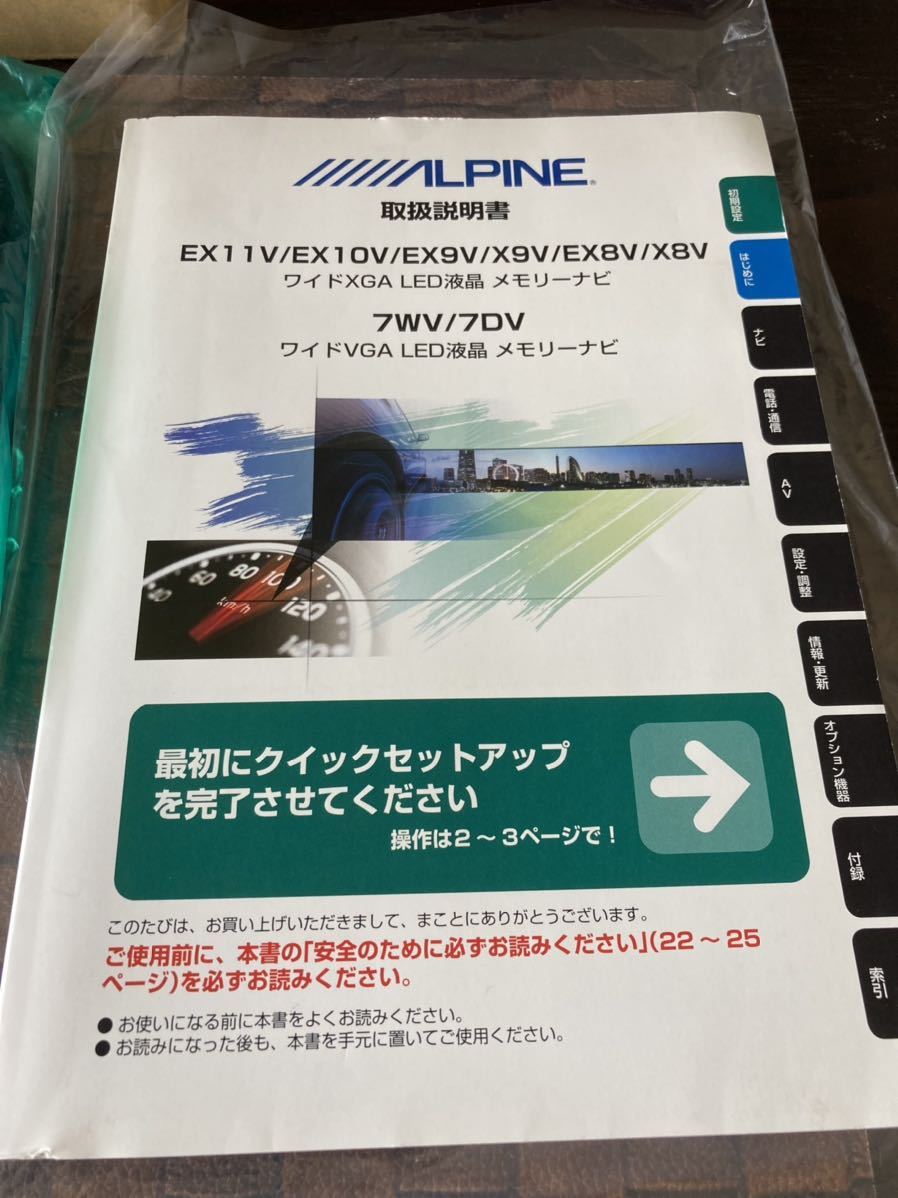 ALPINE®
取扱説明書
EX11V/EX10V/EX9V/X9V/EX8V/X8V
ワイドXGA LED液晶 メモリーナビ
7WV/7DV
ワイドVGA LED液晶 メモリーナビ
40 60 80 100 120 140
km/h
最初にクイックセットアップ
を完了させてください
操作は2 ～ 3ページで！
このたびは、お買い上げいただきまして、まことにありがとうございます。
ご使用前に、本書の「安全のために必ずお読みください」（22 ～ 25
ページ）を必ずお読みください。
● お使いになる前に本書をよくお読みください。
● お読みになった後も、本書を手元に置いてご使用ください。
初期設定
はじめに
ナビ
電話・通信
AV
設定・調整
情報・更新
オプション機器
付録
索引